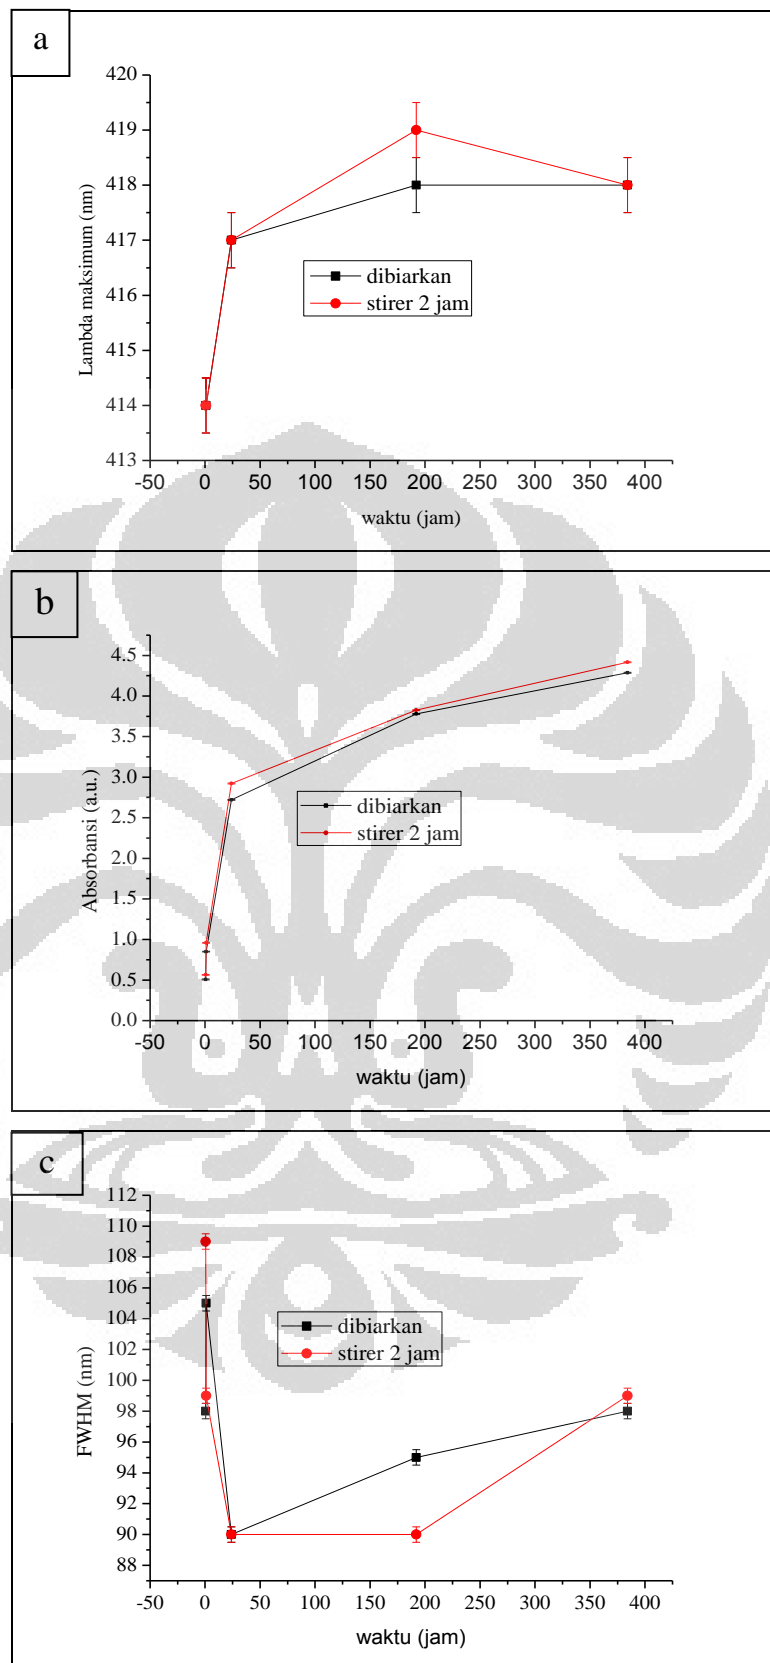 a
420
419
418
417
416
415
414
413
Lambda maksimum (nm)
dibiarkan
stirer 2 jam
-50 0 50 100 150 200 250 300 350 400
waktu (jam)
b
4.5
4.0
3.5
3.0
2.5
2.0
1.5
1.0
0.5
0.0
Absorbansi (a.u.)
dibiarkan
stirer 2 jam
-50 0 50 100 150 200 250 300 350 400
waktu (jam)
c
112
110
108
106
104
102
100
98
96
94
92
90
88
FWHM (nm)
dibiarkan
stirer 2 jam
-50 0 50 100 150 200 250 300 350 400
waktu (jam)